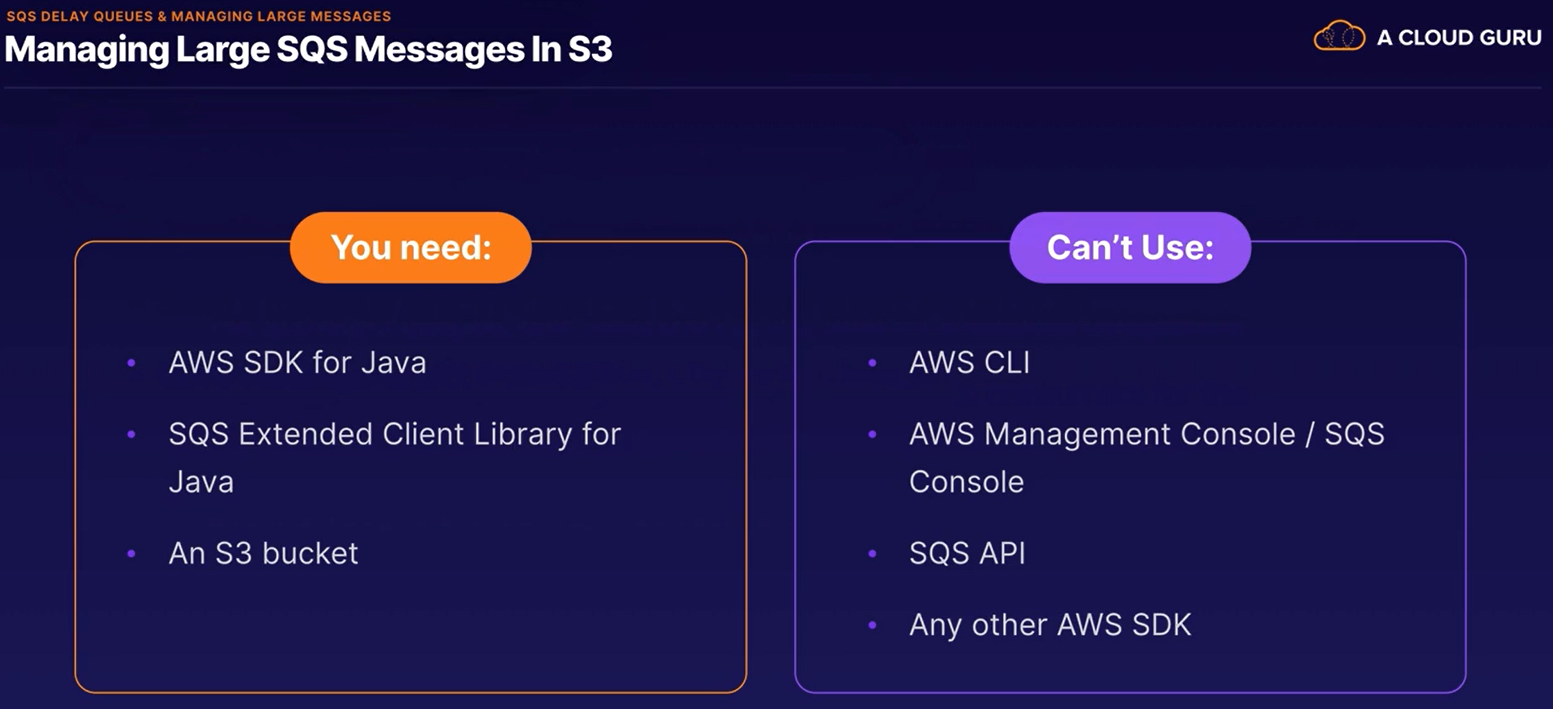 SQS DELAY QUEUES & MANAGING LARGE MESSAGES
Managing Large SQS Messages In S3
A CLOUD GURU
You need:
• AWS SDK for Java
• SQS Extended Client Library for
Java
• An S3 bucket
Can’t Use:
• AWS CLI
• AWS Management Console / SQS
Console
• SQS API
• Any other AWS SDK